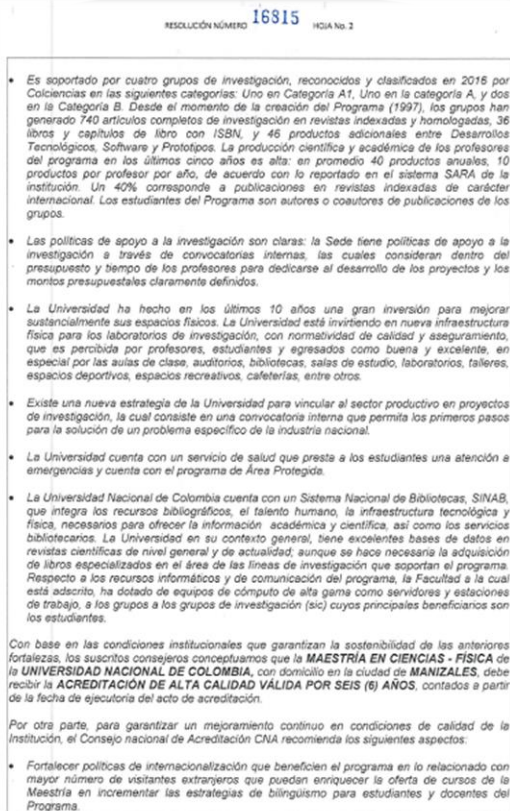 RESOLUCIÓN NÚMERO 16815 HOJA No. 2
• Es soportado por cuatro grupos de investigación, reconocidos y clasificados en 2016 por
Colciencias en las siguientes categorías: Uno en Categoría A1, Uno en la categoría A, y dos
en la Categoría B. Desde el momento de la creación del Programa (1997), los grupos han
generado 740 artículos completos de investigación en revistas indexadas y homologadas, 36
libros y capítulos de libro con ISBN, y 46 productos adicionales entre Desarrollos
Tecnológicos, Software y Prototipos. La producción científica y académica de los profesores
del programa en los últimos cinco años es alta: en promedio 40 productos anuales, 10
productos por profesor por año, de acuerdo con lo reportado en el sistema SARA de la
institución. Un 40% corresponde a publicaciones en revistas indexadas de carácter
internacional. Los estudiantes del Programa son autores o coautores de publicaciones de los
grupos.
• Las políticas de apoyo a la investigación son claras: la Sede tiene políticas de apoyo a la
investigación a través de convocatorias internas, las cuales consideran dentro del
presupuesto y tiempo de los profesores para dedicarse al desarrollo de los proyectos y los
montos presupuestales claramente definidos.
• La Universidad ha hecho en los últimos 10 años una gran inversión para mejorar
sustancialmente sus espacios físicos. La Universidad está invirtiendo en nueva infraestructura
física para los laboratorios de investigación, con normatividad de calidad y aseguramiento,
que es percibida por profesores, estudiantes y egresados como buena y excelente, en
especial por las aulas de clase, auditorios, bibliotecas, salas de estudio, laboratorios, talleres,
espacios deportivos, espacios recreativos, cafeterías, entre otros.
• Existe una nueva estrategia de la Universidad para vincular al sector productivo en proyectos
de investigación, la cual consiste en una convocatoria interna que permita los primeros pasos
para la solución de un problema específico de la industria nacional.
• La Universidad cuenta con un servicio de salud que presta a los estudiantes una atención a
emergencias y cuenta con el programa de Área Protegida.
• La Universidad Nacional de Colombia cuenta con un Sistema Nacional de Bibliotecas, SINAB,
que integra los recursos bibliográficos, el talento humano, la infraestructura tecnológica y
física, necesarios para ofrecer la información académica y científica, así como los servicios
bibliotecarios. La Universidad en su contexto general, tiene excelentes bases de datos en
revistas científicas de nivel general y de actualidad; aunque se hace necesaria la adquisición
de libros especializados en el área de las líneas de investigación que soportan el programa.
Respecto a los recursos informáticos y de comunicación del programa, la Facultad a la cual
está adscrito, ha dotado de equipos de cómputo de alta gama como servidores y estaciones
de trabajo, a los grupos a los grupos de investigación (sic) cuyos principales beneficiarios son
los estudiantes.
Con base en las condiciones institucionales que garantizan la sostenibilidad de las anteriores
fortalezas, los suscritos consejeros conceptuamos que la MAESTRÍA EN CIENCIAS - FÍSICA de
la UNIVERSIDAD NACIONAL DE COLOMBIA, con domicilio en la ciudad de MANIZALES, debe
recibir la ACREDITACIÓN DE ALTA CALIDAD VÁLIDA POR SEIS (6) AÑOS, contados a partir
de la fecha de ejecutoria del acto de acreditación.
Por otra parte, para garantizar un mejoramiento continuo en condiciones de calidad de la
Institución, el Consejo nacional de Acreditación CNA recomienda los siguientes aspectos:
• Fortalecer políticas de internacionalización que beneficien el programa en lo relacionado con
mayor número de visitantes extranjeros que puedan enriquecer la oferta de cursos de la
Maestría en incrementar las estrategias de bilingüismo para estudiantes y docentes del
Programa.